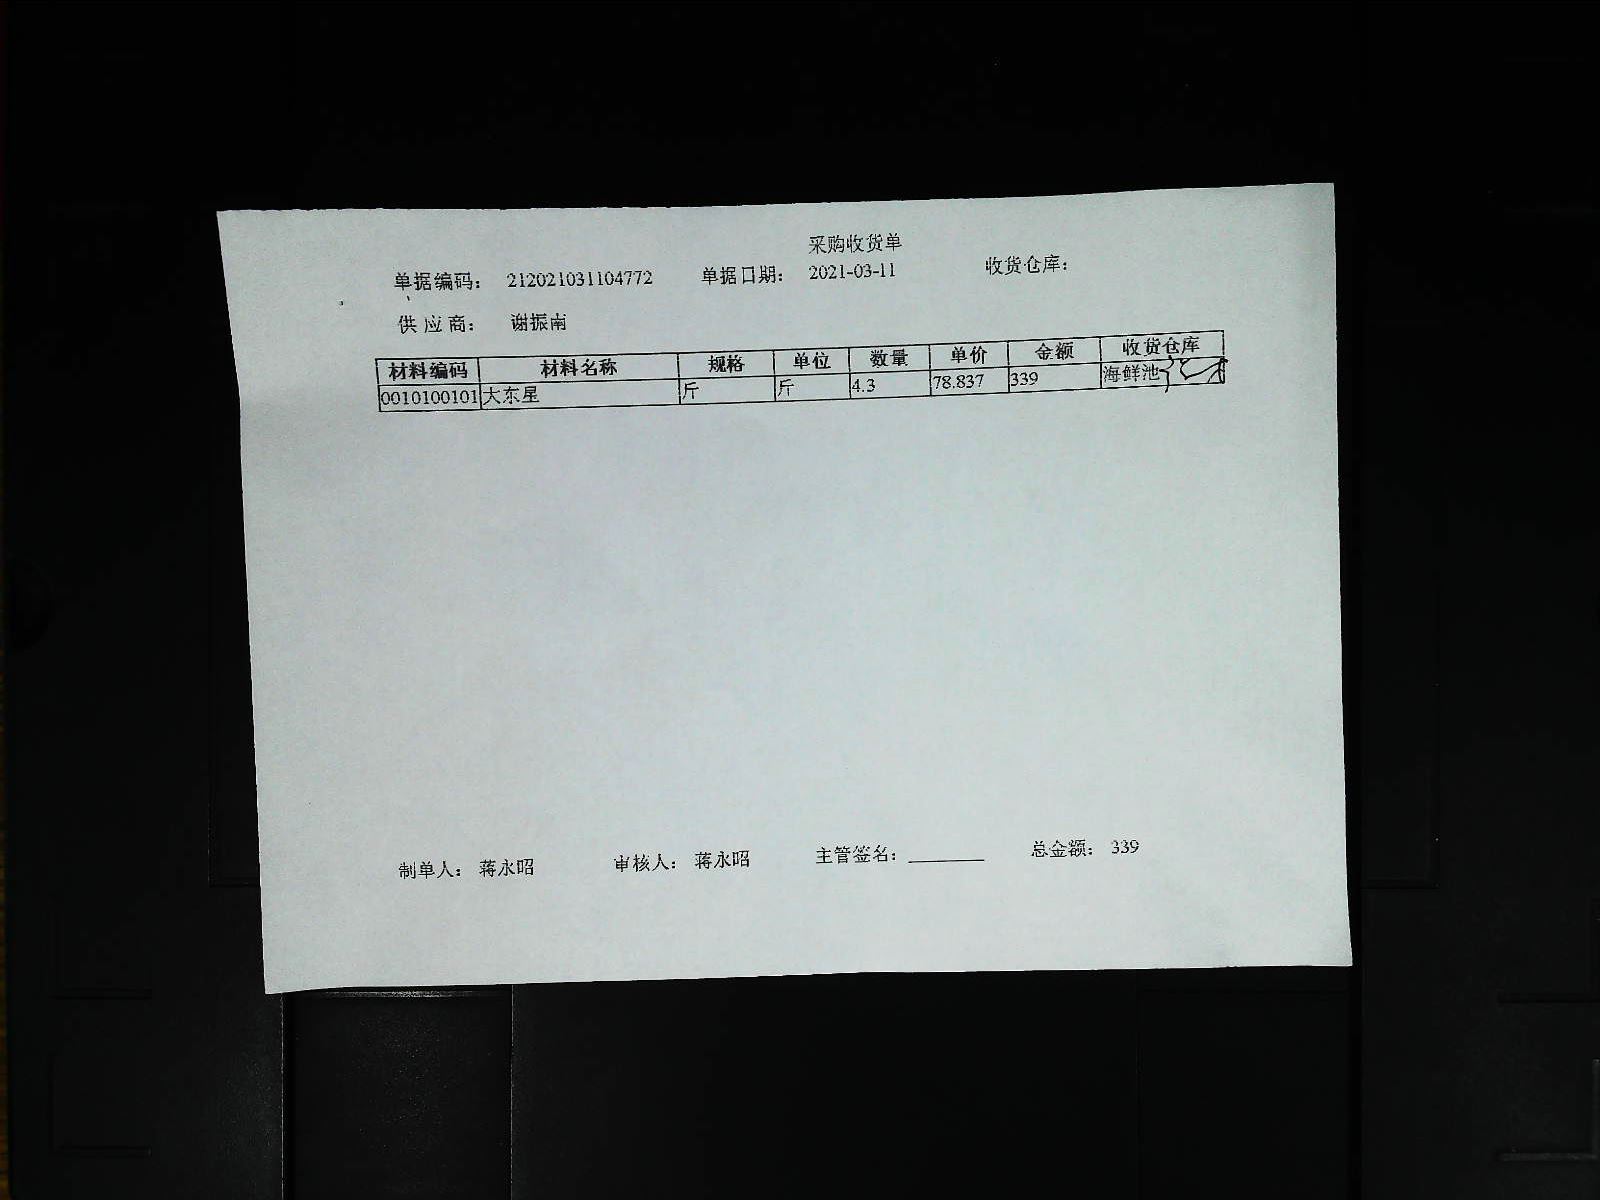 采购收货单
单据编码： 212021031104772 单据日期： 2021-03-11 收货仓库：
供 应 商： 谢振南
材料编码 材料名称 规格 单位 数量 单价 金额 收货仓库
0010100101 大东星 斤 斤 4.3 78.837 339 海鲜池
制单人： 蒋永昭 审核人： 蒋永昭 主管签名：________ 总金额： 339